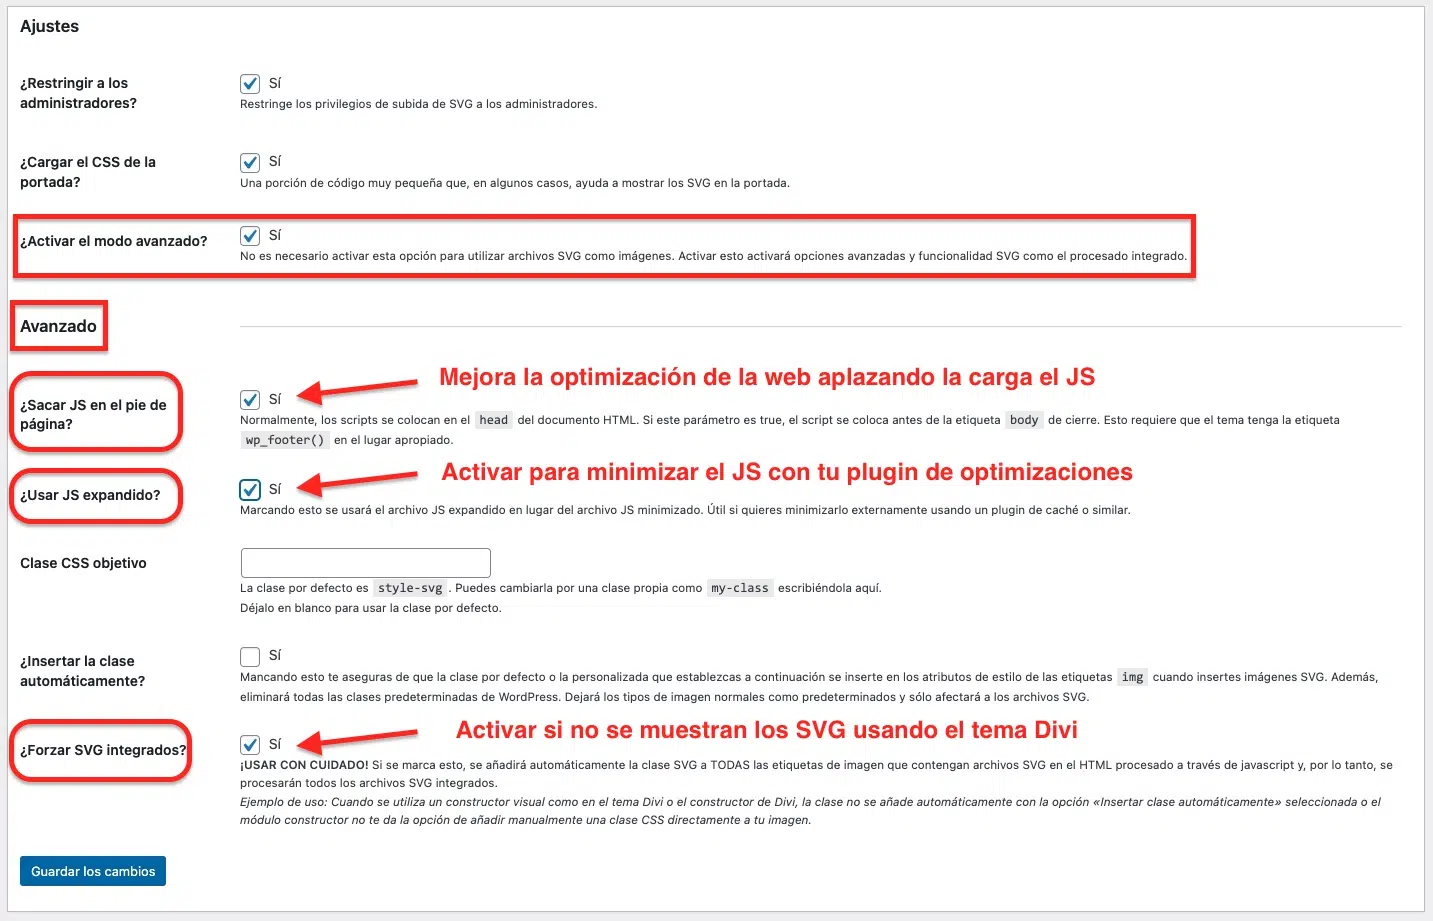 Ajustes
¿Restringir a los
administradores?
Sí
Restringe los privilegios de subida de SVG a los administradores.
¿Cargar el CSS de la
portada?
Sí
Una porción de código muy pequeña que, en algunos casos, ayuda a mostrar los SVG en la portada.
¿Activar el modo avanzado?
Sí
No es necesario activar esta opción para utilizar archivos SVG como imágenes. Activar esto activará opciones avanzadas y funcionalidad SVG como el procesado integrado.
Avanzado
Mejora la optimización de la web aplazando la carga el JS
¿Sacar JS en el pie de
página?
Sí
Normalmente, los scripts se colocan en el head del documento HTML. Si este parámetro es true, el script se coloca antes de la etiqueta body de cierre. Esto requiere que el tema tenga la etiqueta
wp_footer() en el lugar apropiado.
Activar para minimizar el JS con tu plugin de optimizaciones
¿Usar JS expandido?
Sí
Marcando esto se usará el archivo JS expandido en lugar del archivo JS minimizado. Útil si quieres minimizarlo externamente usando un plugin de caché o similar.
Clase CSS objetivo
La clase por defecto es style-svg . Puedes cambiarla por una clase propia como my-class escribiéndola aquí.
Déjalo en blanco para usar la clase por defecto.
¿Insertar la clase
automáticamente?
Sí
Mancando esto te aseguras de que la clase por defecto o la personalizada que establezcas a continuación se inserte en los atributos de estilo de las etiquetas img cuando insertes imágenes SVG. Además,
eliminará todas las clases predeterminadas de WordPress. Dejará los tipos de imagen normales como predeterminados y sólo afectará a los archivos SVG.
Activar si no se muestran los SVG usando el tema Divi
¿Forzar SVG integrados?
Sí
¡USAR CON CUIDADO! Si se marca esto, se añadirá automáticamente la clase SVG a TODAS las etiquetas de imagen que contengan archivos SVG en el HTML procesado a través de javascript y, por lo tanto, se
procesarán todos los archivos SVG integrados.
Ejemplo de uso: Cuando se utiliza un constructor visual como en el tema Divi o el constructor de Divi, la clase no se añade automáticamente con la opción «Insertar clase automáticamente» seleccionada o el
módulo constructor no te da la opción de añadir manualmente una clase CSS directamente a tu imagen.
Guardar los cambios